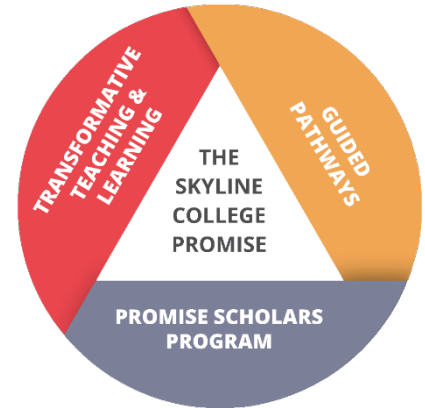 TRANSFORMATIVE
TEACHING &
LEARNING
GUIDED
PATHWAYS
THE
SKYLINE
COLLEGE
PROMISE
PROMISE SCHOLARS
PROGRAM